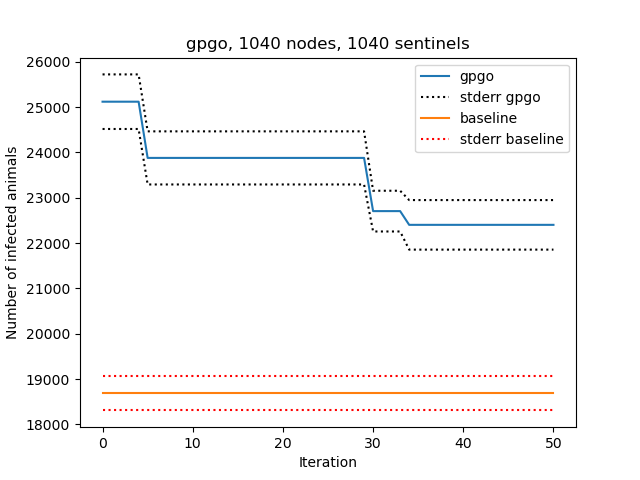 gpgo, 1040 nodes, 1040 sentinels
26000
25000
24000
23000
22000
21000
20000
19000
18000
Number of infected animals
gpgo
stderr gpgo
baseline
stderr baseline
0
10
20
30
40
50
Iteration